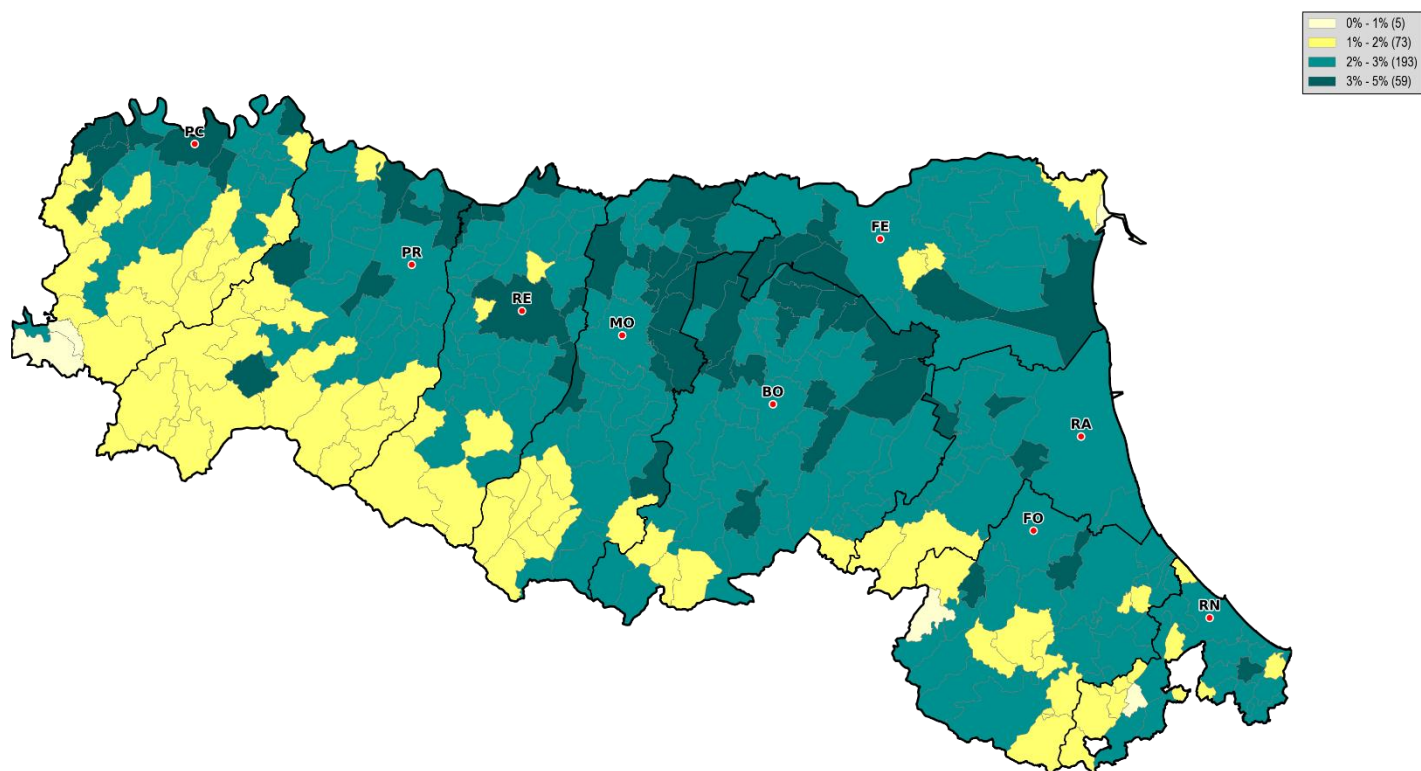 0% - 1% (5)
1% - 2% (73)
2% - 3% (193)
3% - 5% (59)
PC
FE
PR
RE
MO
BO
RA
FO
RN